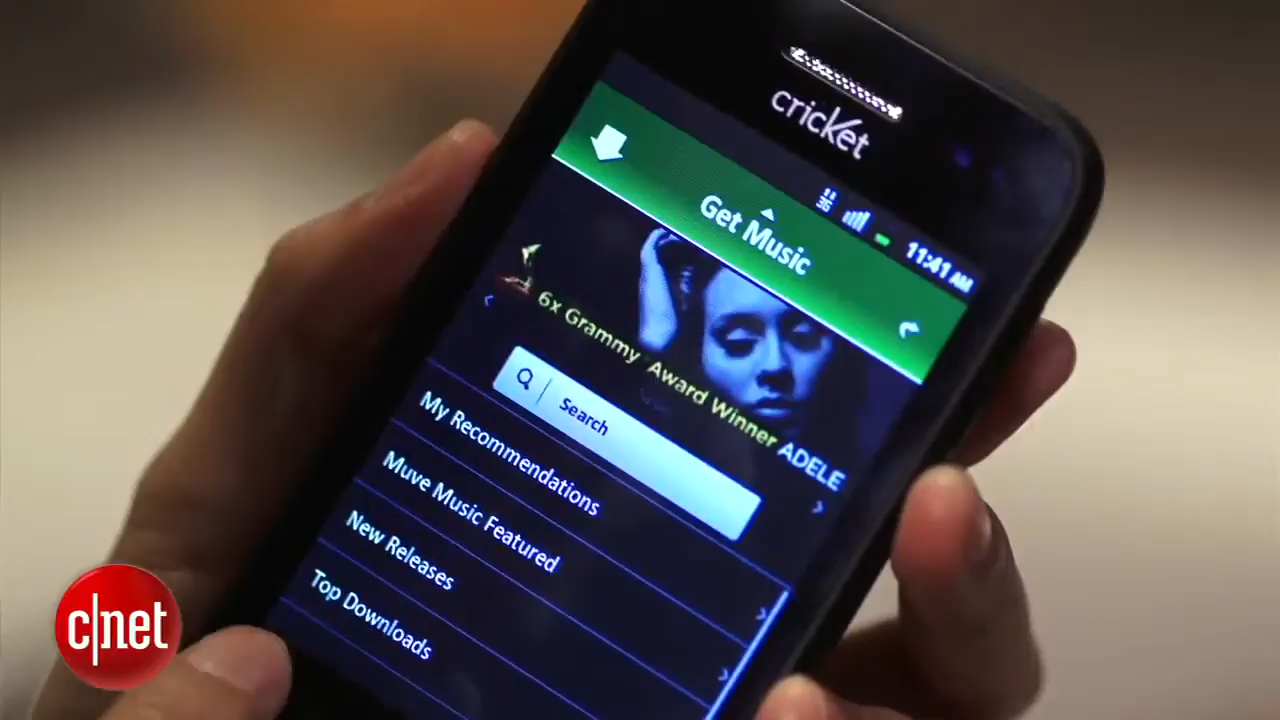 cricket
3G
11:41 AM
Get Music
6x Grammy Award Winner ADELE
Search
My Recommendations
Muve Music Featured
New Releases
Top Downloads
c|net